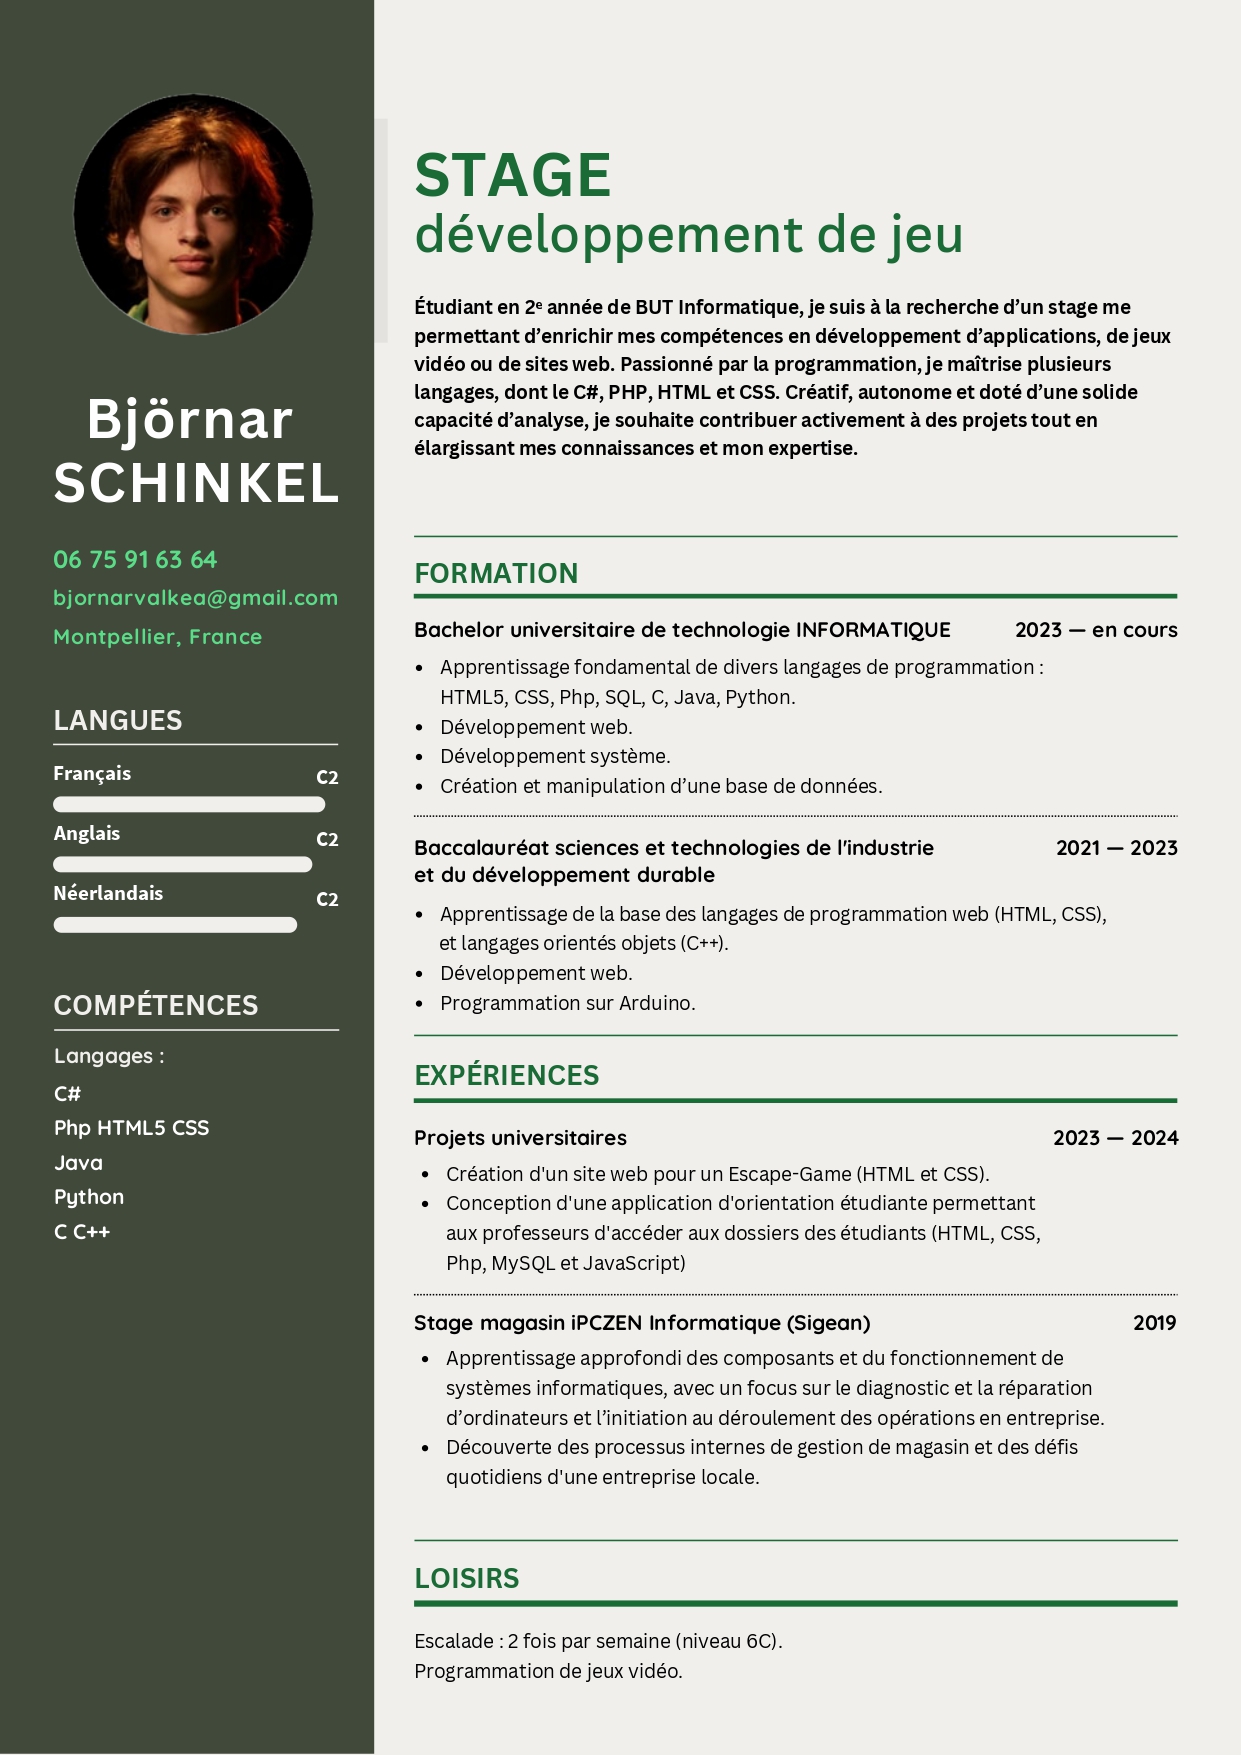 Björnar
SCHINKEL
06 75 91 63 64
bjornarvalkea@gmail.com
Montpellier, France
LANGUES
Français C2
Anglais C2
Néerlandais C2
COMPÉTENCES
Langages :
C#
Php HTML5 CSS
Java
Python
C C++
STAGE
développement de jeu
Étudiant en 2ᵉ année de BUT Informatique, je suis à la recherche d’un stage me
permettant d’enrichir mes compétences en développement d’applications, de jeux
vidéo ou de sites web. Passionné par la programmation, je maîtrise plusieurs
langages, dont le C#, PHP, HTML et CSS. Créatif, autonome et doté d’une solide
capacité d’analyse, je souhaite contribuer activement à des projets tout en
élargissant mes connaissances et mon expertise.
FORMATION
Bachelor universitaire de technologie INFORMATIQUE 2023 — en cours
• Apprentissage fondamental de divers langages de programmation :
HTML5, CSS, Php, SQL, C, Java, Python.
• Développement web.
• Développement système.
• Création et manipulation d’une base de données.
Baccalauréat sciences et technologies de l'industrie 2021 — 2023
et du développement durable
• Apprentissage de la base des langages de programmation web (HTML, CSS),
et langages orientés objets (C++).
• Développement web.
• Programmation sur Arduino.
EXPÉRIENCES
Projets universitaires 2023 — 2024
• Création d'un site web pour un Escape-Game (HTML et CSS).
• Conception d'une application d'orientation étudiante permettant
aux professeurs d'accéder aux dossiers des étudiants (HTML, CSS,
Php, MySQL et JavaScript)
Stage magasin iPCZEN Informatique (Sigean) 2019
• Apprentissage approfondi des composants et du fonctionnement de
systèmes informatiques, avec un focus sur le diagnostic et la réparation
d’ordinateurs et l’initiation au déroulement des opérations en entreprise.
• Découverte des processus internes de gestion de magasin et des défis
quotidiens d'une entreprise locale.
LOISIRS
Escalade : 2 fois par semaine (niveau 6C).
Programmation de jeux vidéo.